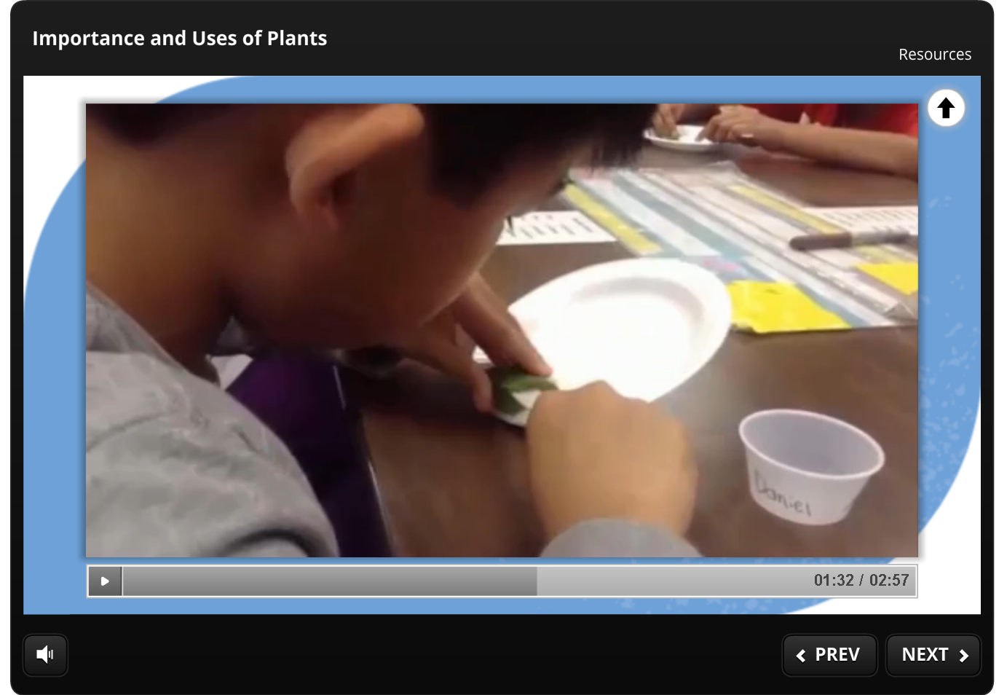 Importance and Uses of Plants
Resources
Daniel
01:32 / 02:57
PREV
NEXT